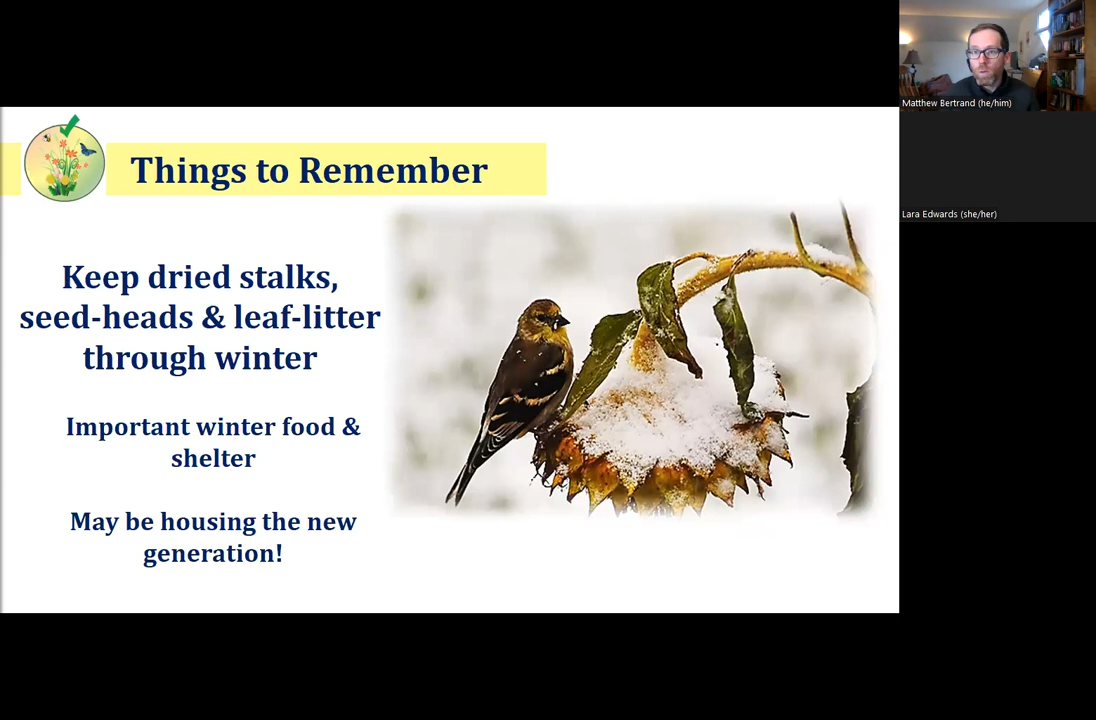 Things to Remember
Keep dried stalks,
seed-heads & leaf-litter
through winter
Important winter food &
shelter
May be housing the new
generation!
Matthew Bertrand (he/him)
Lara Edwards (she/her)